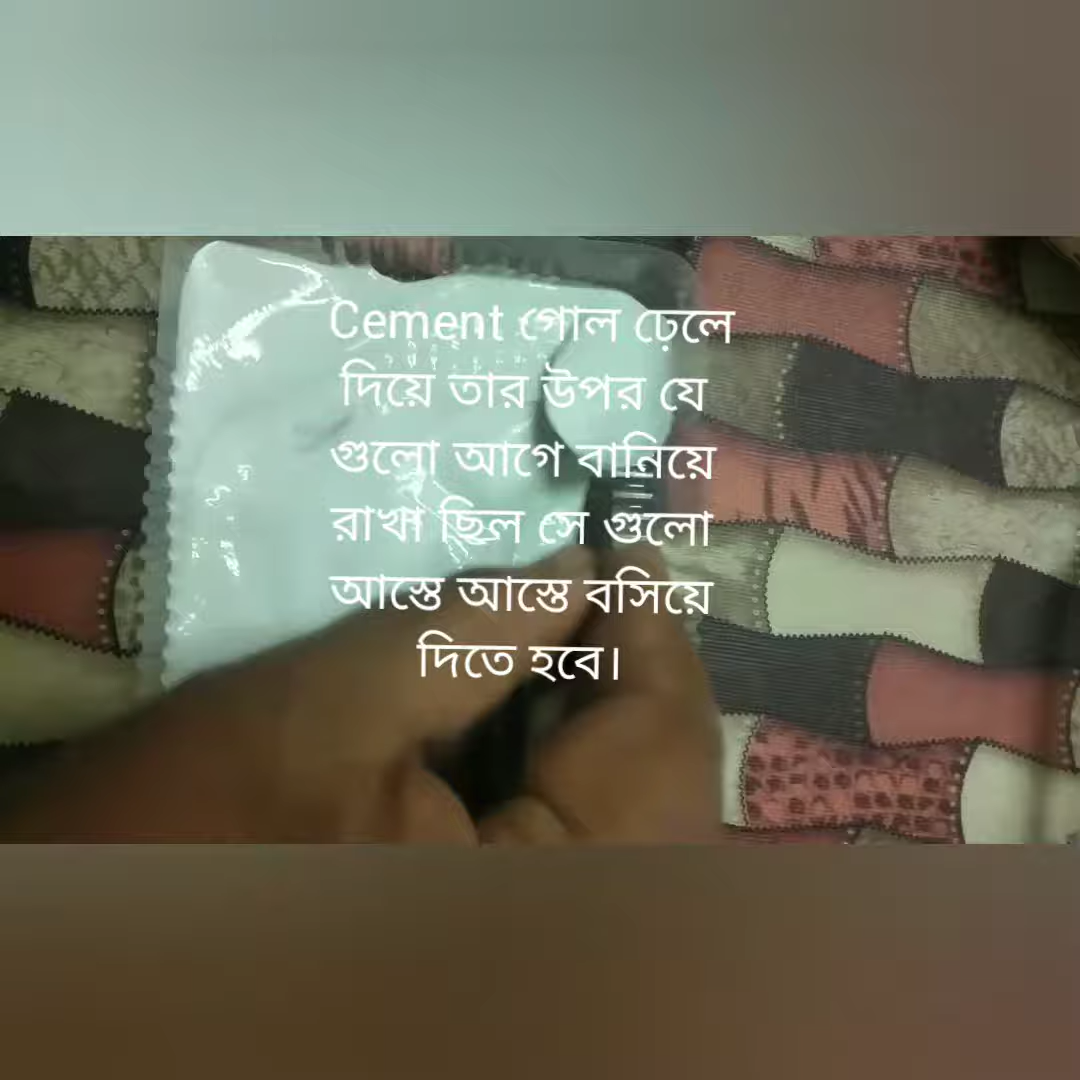 Cement গোল ঢেলে
দিয়ে তার উপর যে
গুলো আগে বানিয়ে
রাখা ছিল সে গুলো
আস্তে আস্তে বসিয়ে
দিতে হবে।